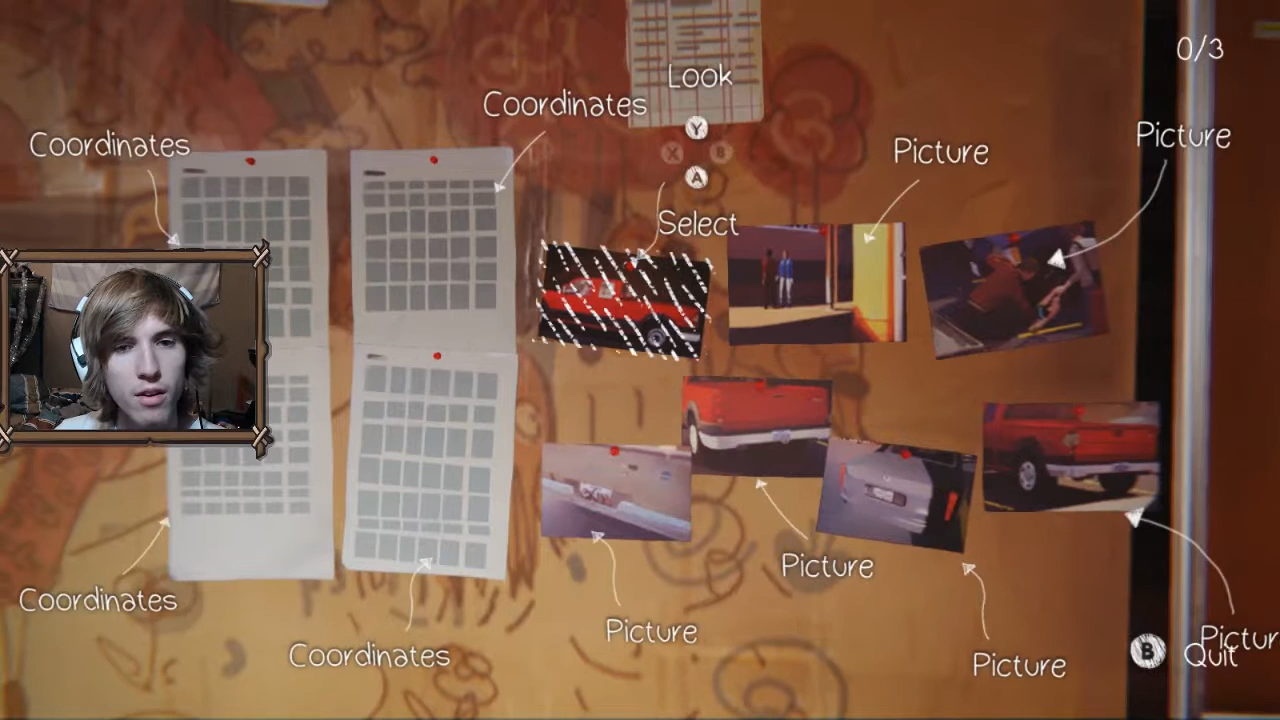 0/3
Look
Coordinates
Picture
Coordinates
Picture
Y
X
B
A
Select
Picture
Coordinates
Picture
Coordinates
Picture
Pictur
B Quit